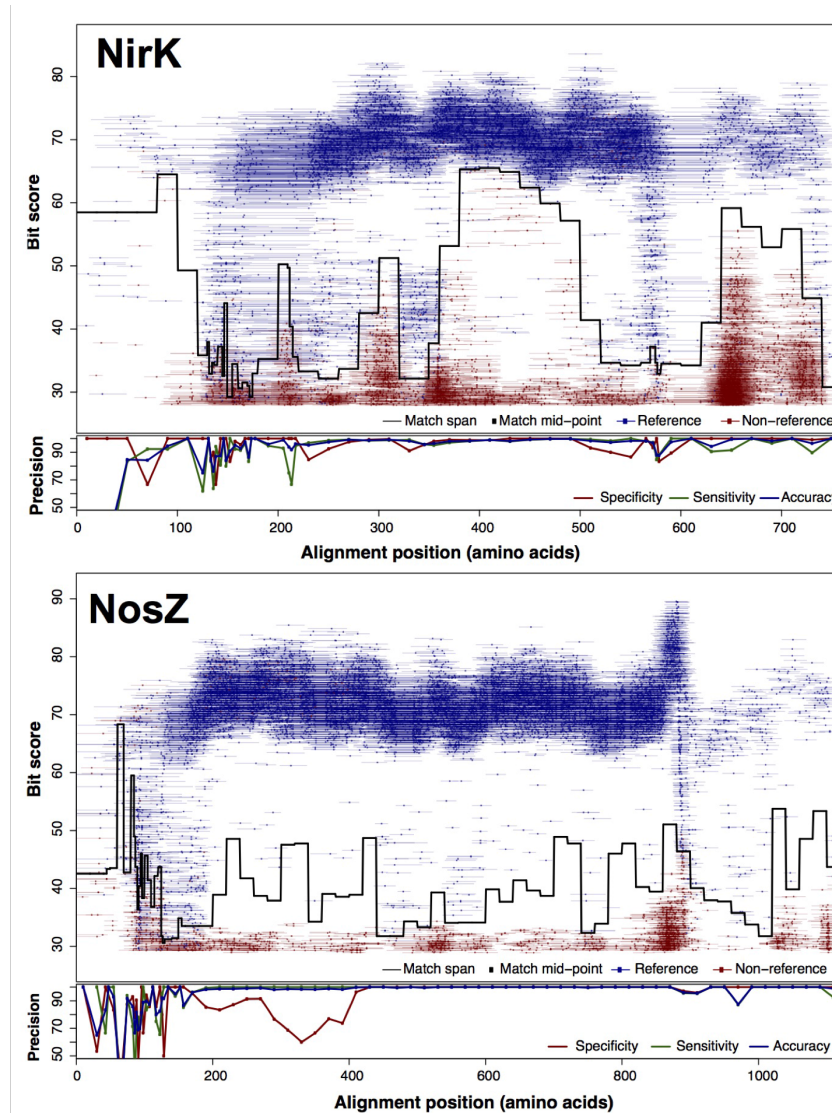 NirK
80
70
60
50
40
30
Bit score
Match span Match mid-point Reference Non-reference
90
70
50
Precision
Specificity Sensitivity Accuracy
0 100 200 300 400 500 600 700
Alignment position (amino acids)
NosZ
90
80
70
60
50
40
30
Bit score
Match span Match mid-point Reference Non-reference
90
70
50
Precision
Specificity Sensitivity Accuracy
0 200 400 600 800 1000
Alignment position (amino acids)